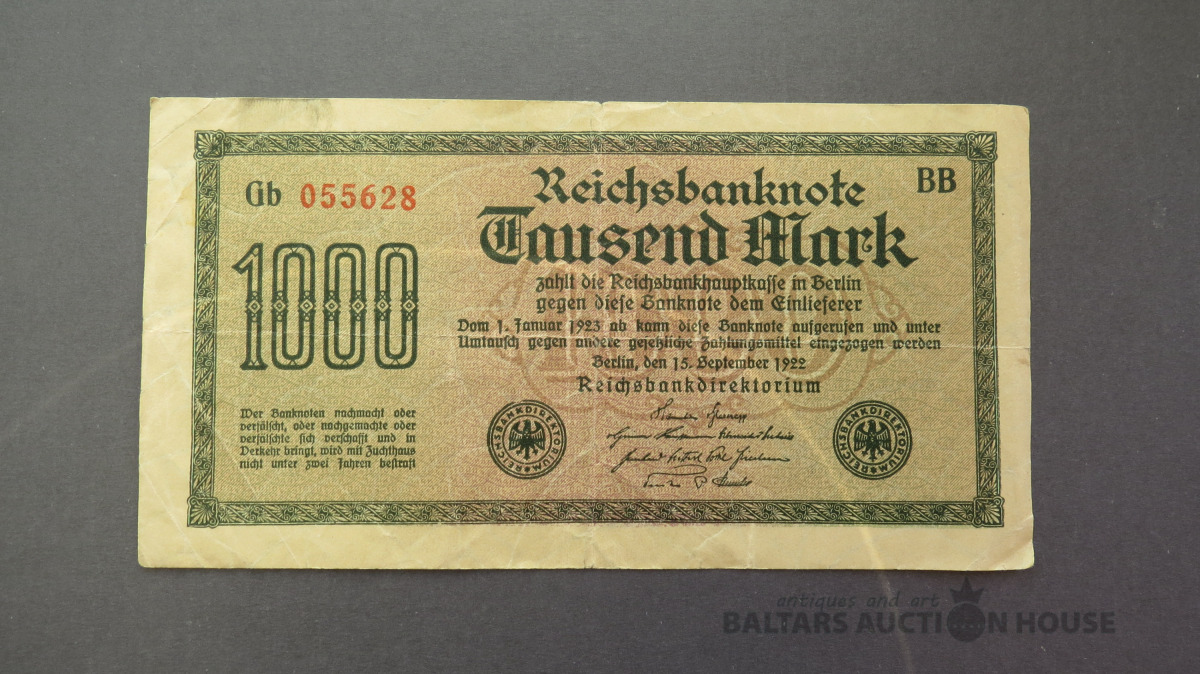 Gb 055628
Reichsbanknote
BB
Tausend Mark
1000
zahlt die Reichsbankhauptkasse in Berlin
gegen diese Banknote dem Einlieferer
Vom 1. Januar 1923 ab kann diese Banknote aufgerufen und unter
Umtausch gegen andere gesetzliche Zahlungsmittel eingezogen werden
Berlin, den 15. September 1922
Reichsbankdirektorium
Wer Banknoten nachmacht oder
verfälscht, oder nachgemachte oder
verfälschte sich verschafft und in
Verkehr bringt, wird mit Zuchthaus
nicht unter zwei Jahren bestraft
REICHSBANKDIREKTORIUM
REICHSBANKDIREKTORIUM
antiques and art
BALTARS AUCTION HOUSE